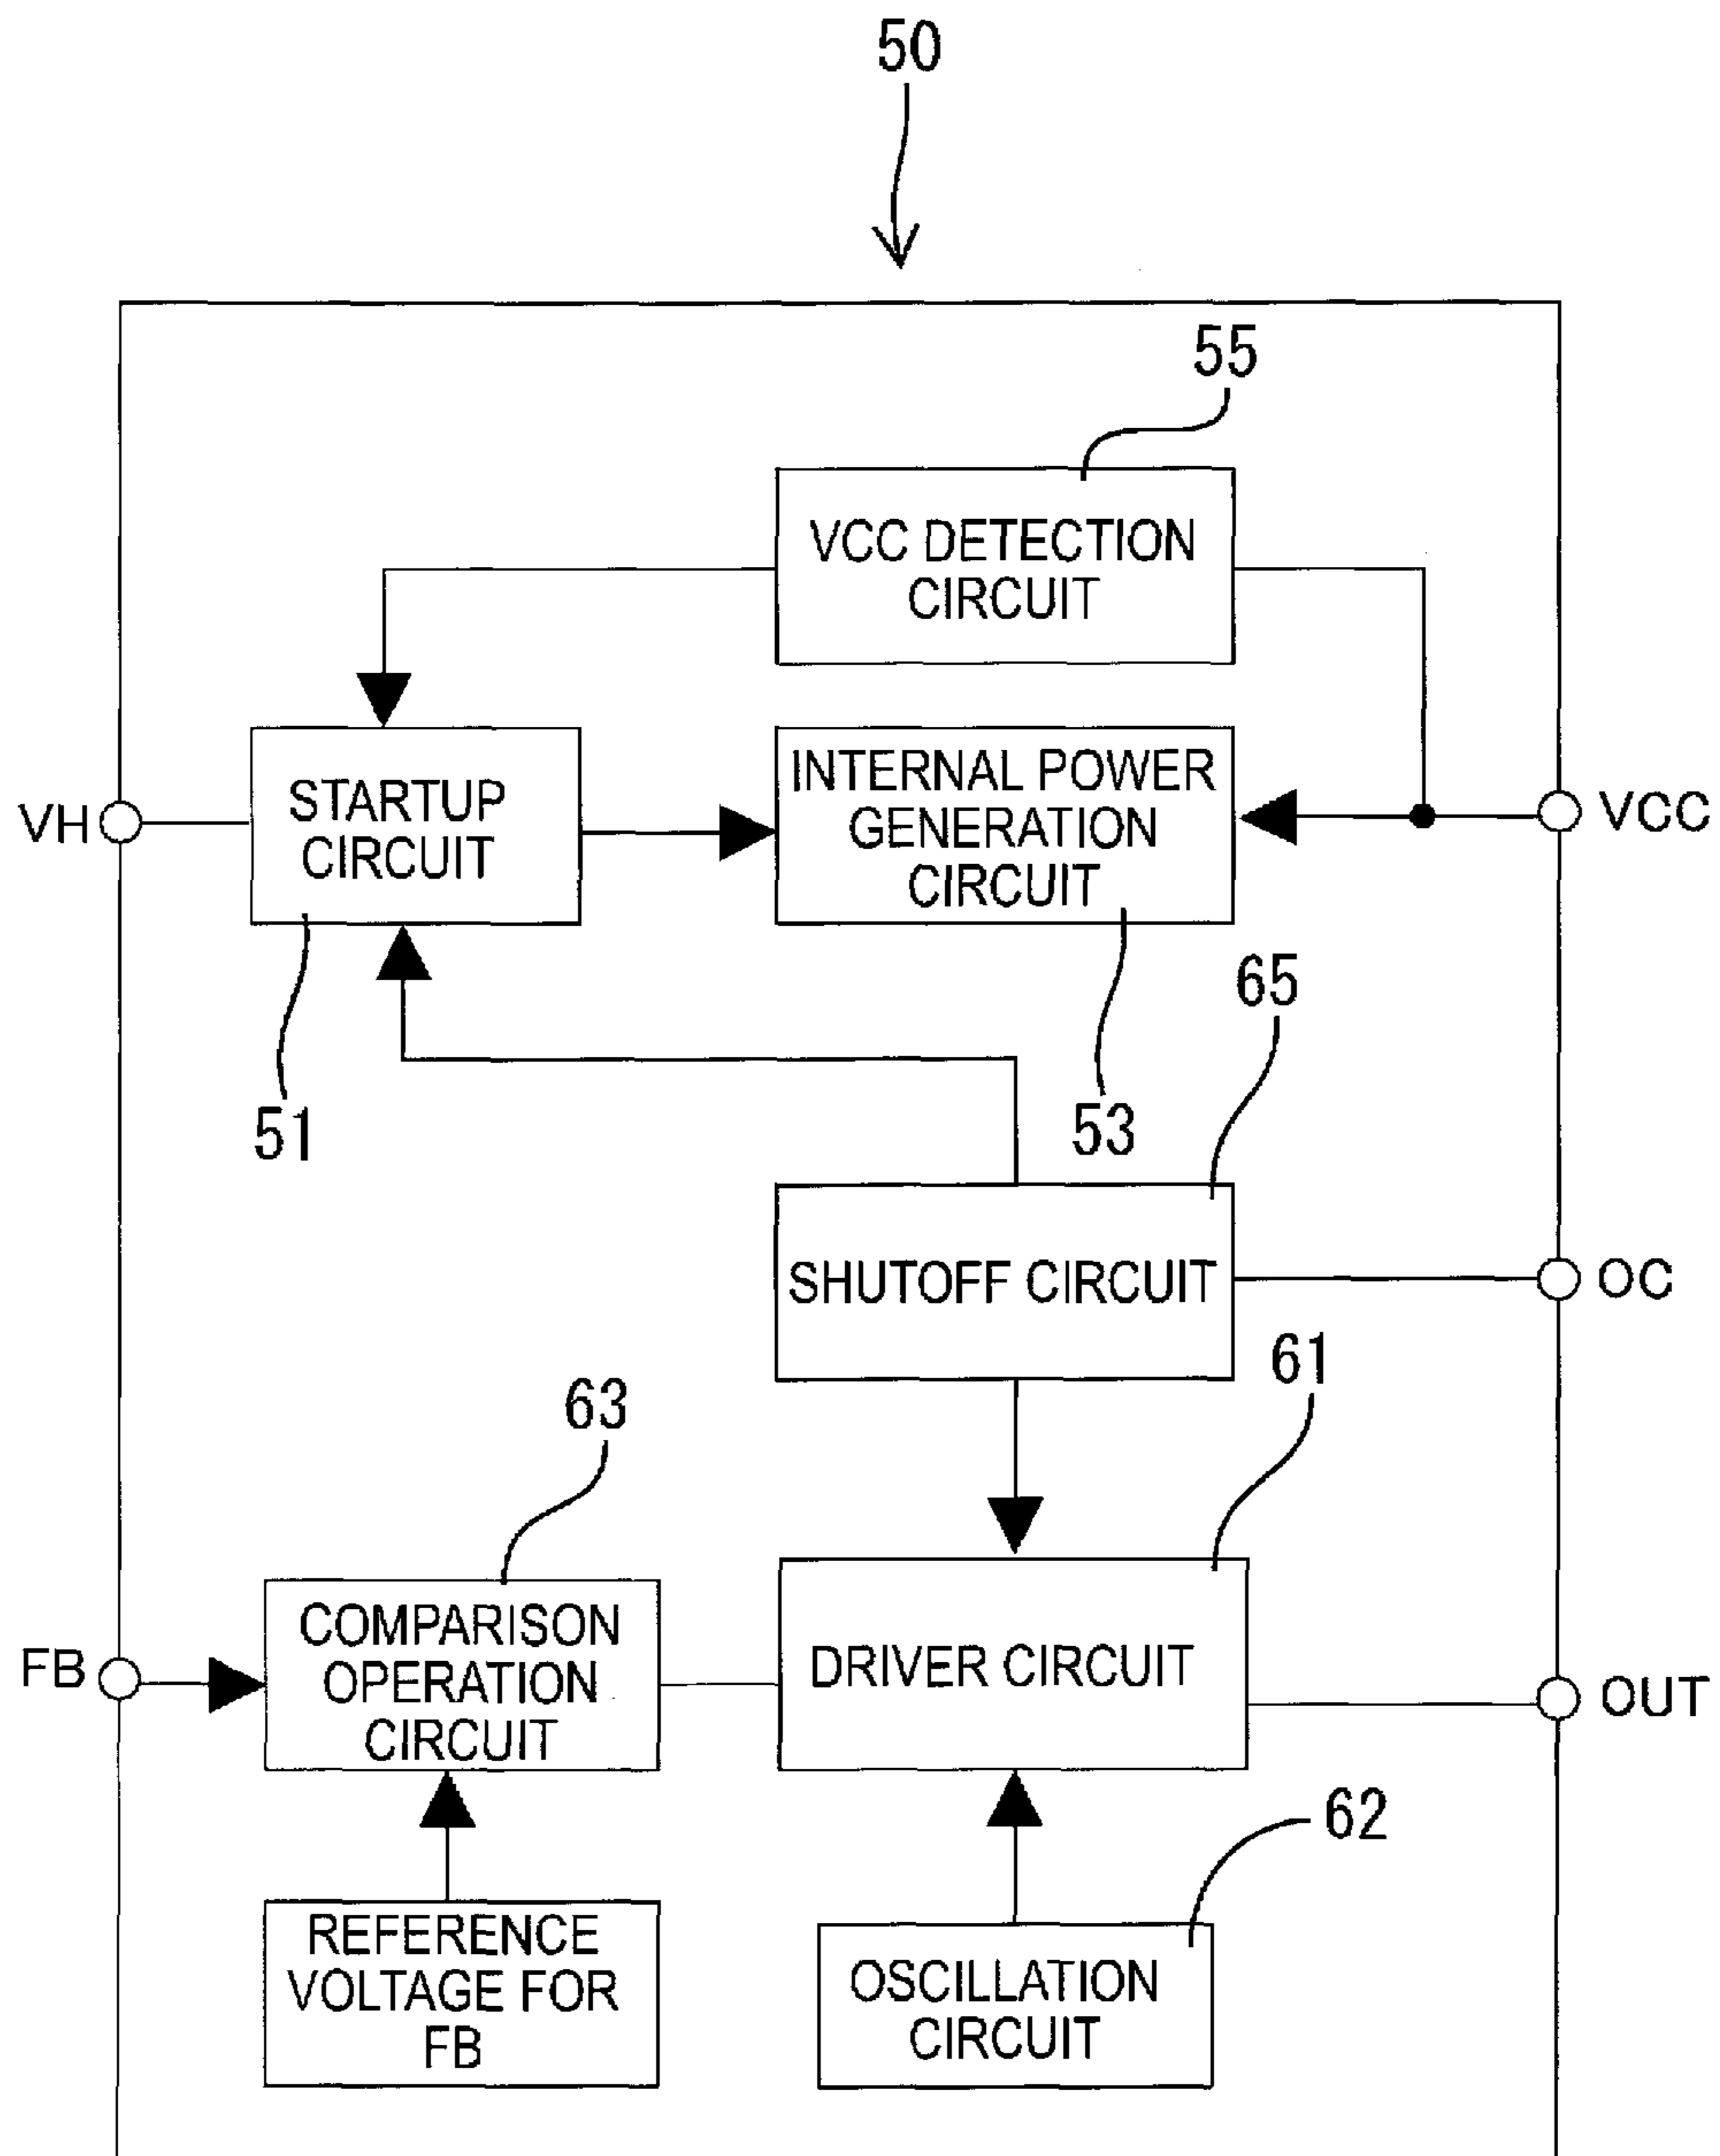 50
55
VCC DETECTION
CIRCUIT
VH
STARTUP
CIRCUIT
INTERNAL POWER
GENERATION
CIRCUIT
VCC
51
53
65
SHUTOFF CIRCUIT
OC
61
63
FB
COMPARISON
OPERATION
CIRCUIT
DRIVER CIRCUIT
OUT
62
REFERENCE
VOLTAGE FOR
FB
OSCILLATION
CIRCUIT